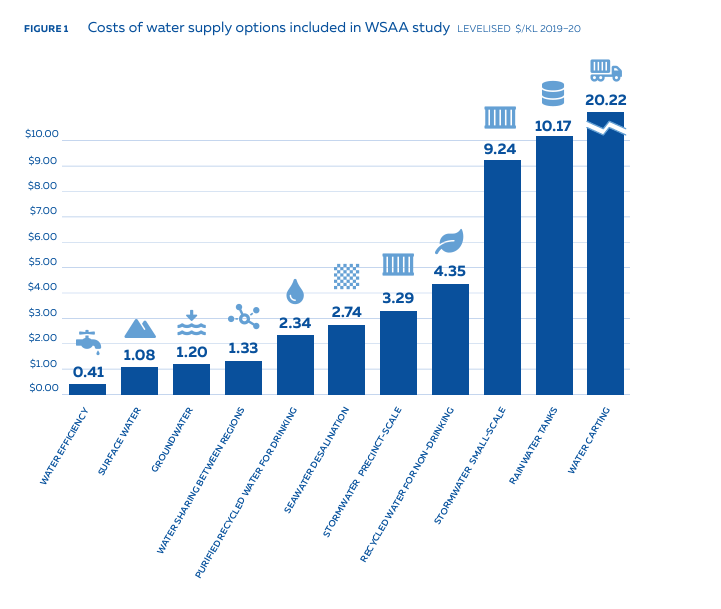 FIGURE 1 Costs of water supply options included in WSAA study LEVELISED $/KL 2019–20
20.22
10.17
$10.00
9.24
$9.00
$8.00
$7.00
$6.00
$5.00
4.35
$4.00
3.29
$3.00
2.74
2.34
$2.00
1.33
1.20
1.08
$1.00
0.41
$0.00
WATER EFFICIENCY
SURFACE WATER
GROUNDWATER
WATER SHARING BETWEEN REGIONS
PURIFIED RECYCLED WATER FOR DRINKING
SEAWATER DESALINATION
STORMWATER PRECINCT-SCALE
RECYCLED WATER FOR NON-DRINKING
STORMWATER SMALL-SCALE
RAIN WATER TANKS
WATER CARTING